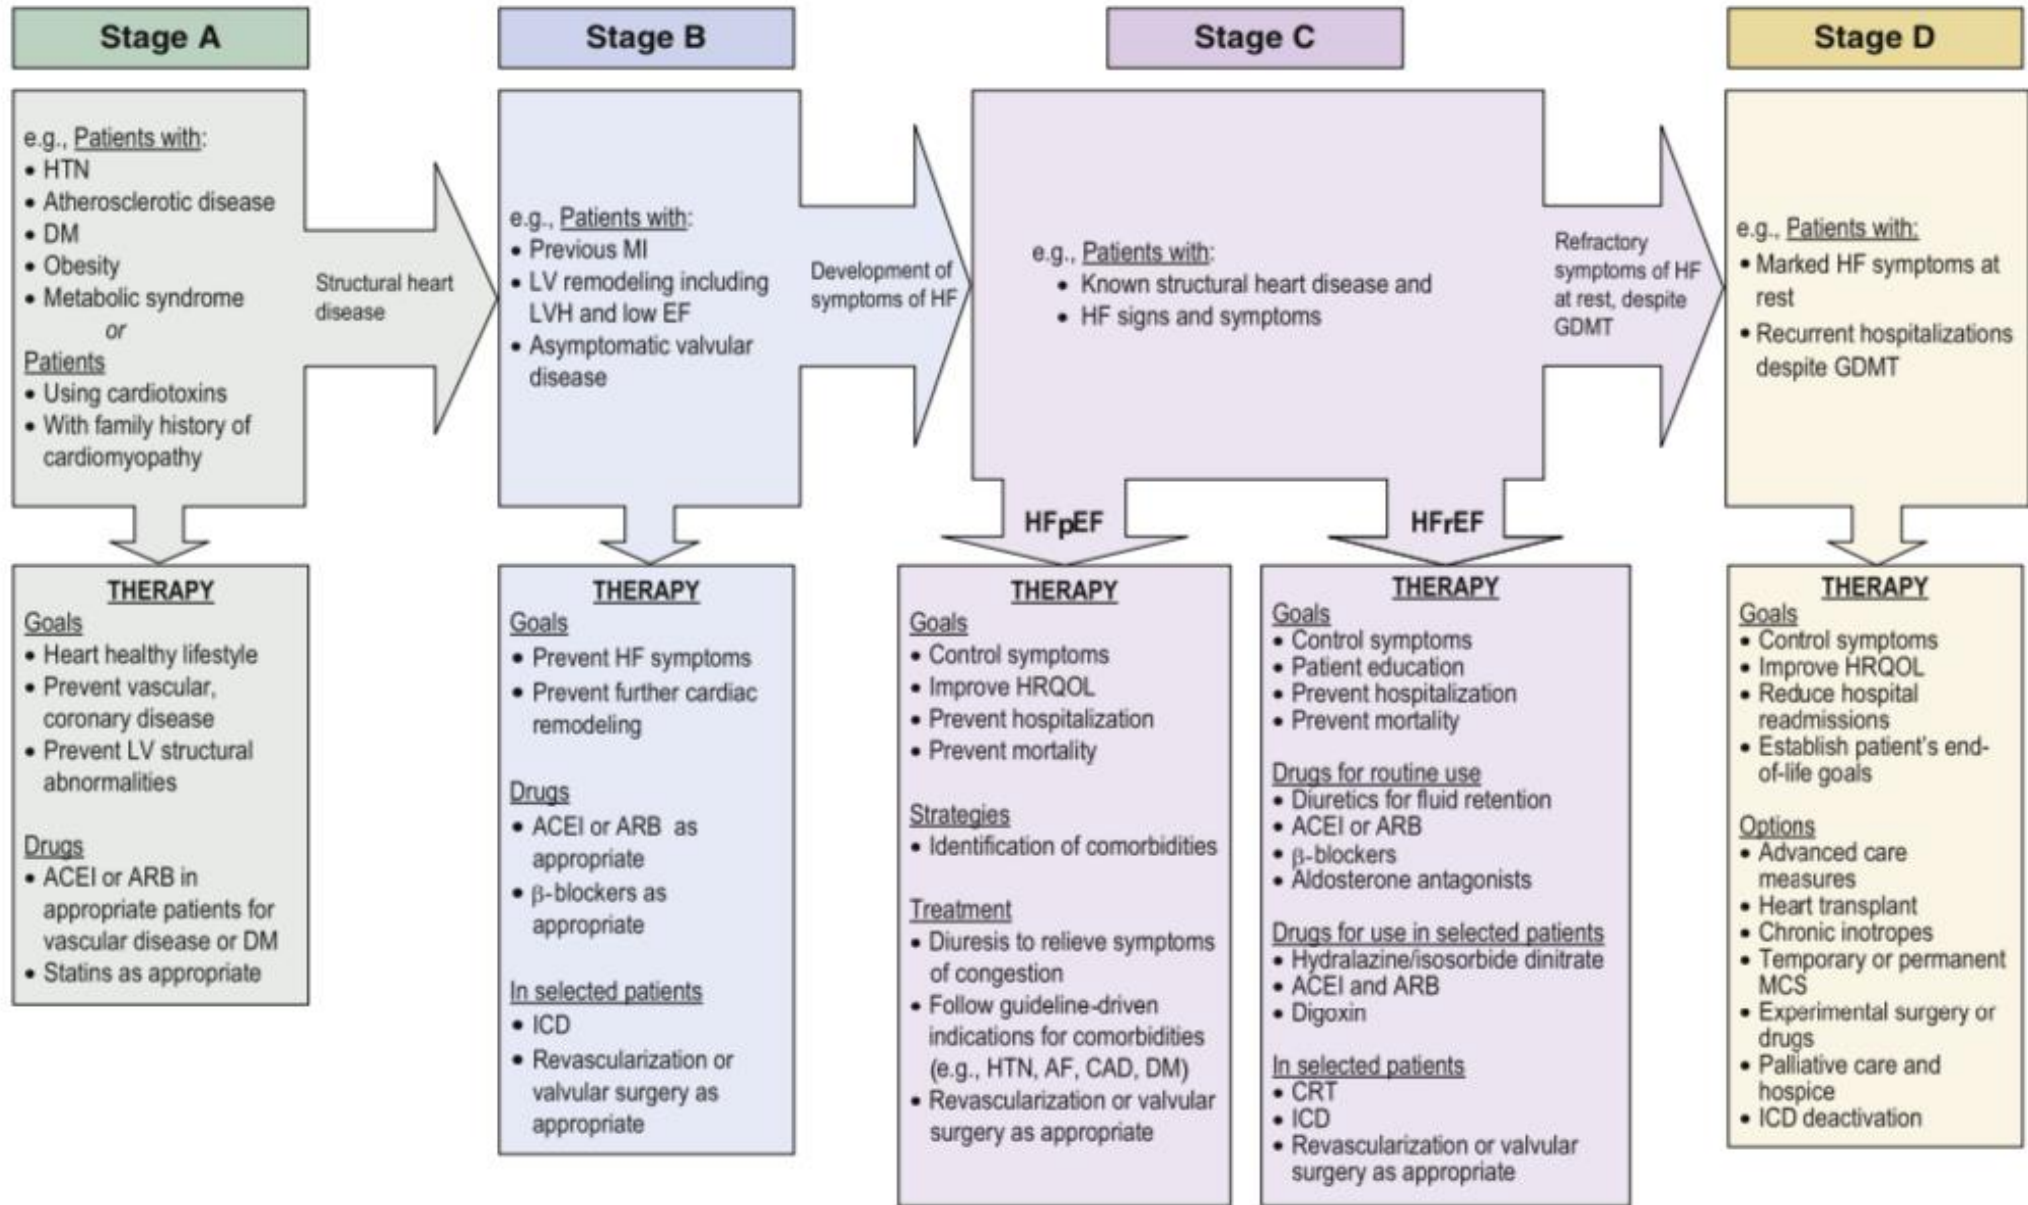 Stage A
Stage B
Stage C
Stage D
e.g., Patients with:
• HTN
• Atherosclerotic disease
• DM
• Obesity
• Metabolic syndrome
or
Patients
• Using cardiotoxins
• With family history of
cardiomyopathy
Structural heart
disease
e.g., Patients with:
• Previous MI
• LV remodeling including
LVH and low EF
• Asymptomatic valvular
disease
Development of
symptoms of HF
e.g., Patients with:
• Known structural heart disease and
• HF signs and symptoms
Refractory
symptoms of HF
at rest, despite
GDMT
e.g., Patients with:
• Marked HF symptoms at
rest
• Recurrent hospitalizations
despite GDMT
HFpEF
HFrEF
THERAPY
Goals
• Heart healthy lifestyle
• Prevent vascular,
coronary disease
• Prevent LV structural
abnormalities
Drugs
• ACEI or ARB in
appropriate patients for
vascular disease or DM
• Statins as appropriate
THERAPY
Goals
• Prevent HF symptoms
• Prevent further cardiac
remodeling
Drugs
• ACEI or ARB as
appropriate
• β-blockers as
appropriate
In selected patients
• ICD
• Revascularization or
valvular surgery as
appropriate
THERAPY
Goals
• Control symptoms
• Improve HRQOL
• Prevent hospitalization
• Prevent mortality
Strategies
• Identification of comorbidities
Treatment
• Diuresis to relieve symptoms
of congestion
• Follow guideline-driven
indications for comorbidities
(e.g., HTN, AF, CAD, DM)
• Revascularization or valvular
surgery as appropriate
THERAPY
Goals
• Control symptoms
• Patient education
• Prevent hospitalization
• Prevent mortality
Drugs for routine use
• Diuretics for fluid retention
• ACEI or ARB
• β-blockers
• Aldosterone antagonists
Drugs for use in selected patients
• Hydralazine/isosorbide dinitrate
• ACEI and ARB
• Digoxin
In selected patients
• CRT
• ICD
• Revascularization or valvular
surgery as appropriate
THERAPY
Goals
• Control symptoms
• Improve HRQOL
• Reduce hospital
readmissions
• Establish patient's end-
of-life goals
Options
• Advanced care
measures
• Heart transplant
• Chronic inotropes
• Temporary or permanent
MCS
• Experimental surgery or
drugs
• Palliative care and
hospice
• ICD deactivation